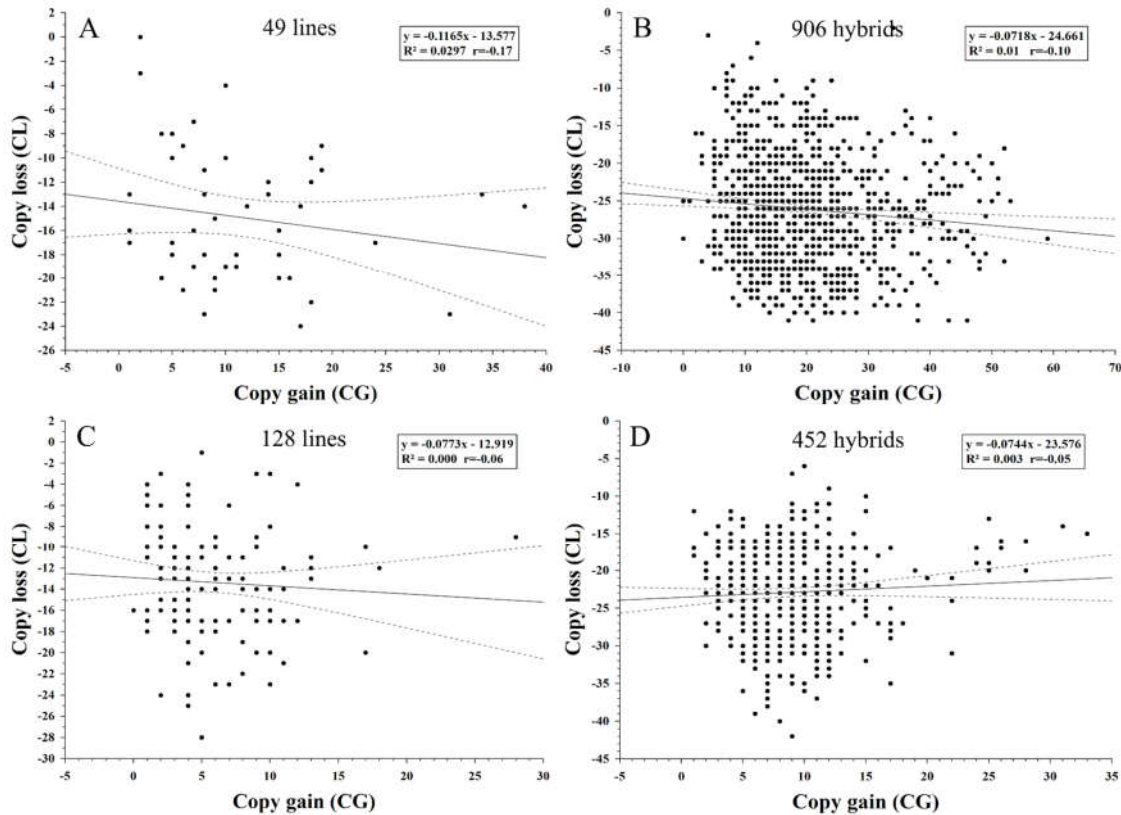 A
49 lines
y = -0.1165x - 13.577
R² = 0.0297 r=-0.17
Copy loss (CL)
2
0
-2
-4
-6
-8
-10
-12
-14
-16
-18
-20
-22
-24
-26
-5 0 5 10 15 20 25 30 35 40
Copy gain (CG)
B
906 hybrids
y = -0.0718x - 24.661
R² = 0.01 r=-0.10
Copy loss (CL)
0
-5
-10
-15
-20
-25
-30
-35
-40
-45
-10 0 10 20 30 40 50 60 70
Copy gain (CG)
C
128 lines
y = -0.0773x - 12.919
R² = 0.000 r=-0.06
Copy loss (CL)
2
0
-2
-4
-6
-8
-10
-12
-14
-16
-18
-20
-22
-24
-26
-28
-30
-5 0 5 10 15 20 25 30
Copy gain (CG)
D
452 hybrids
y = -0.0744x - 23.576
R² = 0.003 r=-0,05
Copy loss (CL)
0
-5
-10
-15
-20
-25
-30
-35
-40
-45
-5 0 5 10 15 20 25 30 35
Copy gain (CG)